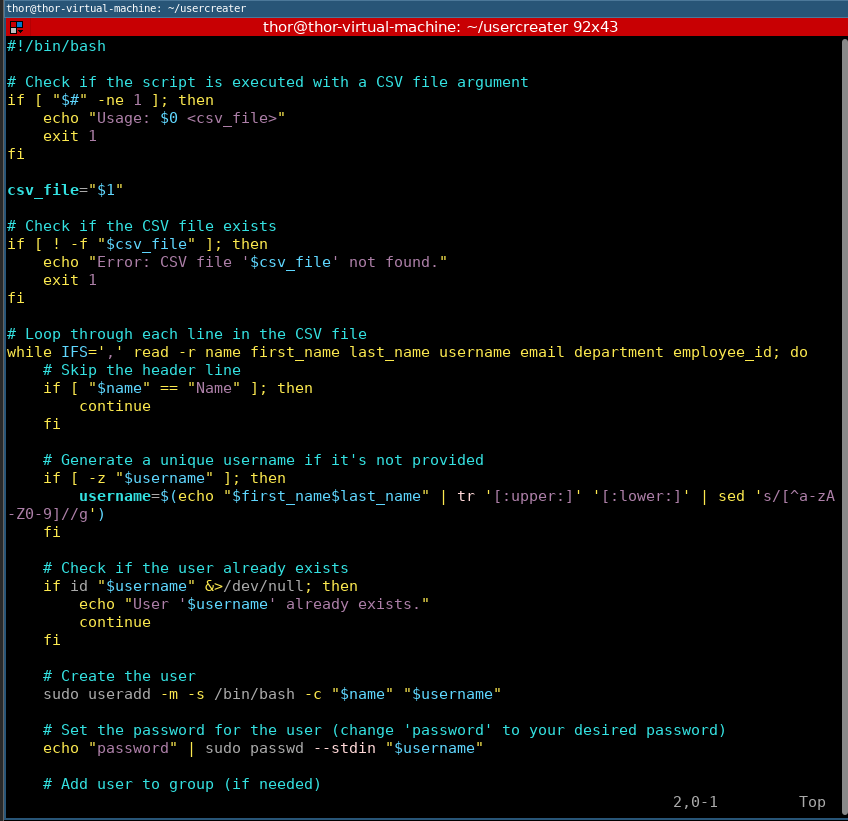 thor@thor-virtual-machine: ~/usercreater
thor@thor-virtual-machine: ~/usercreater 92x43
#!/bin/bash
# Check if the script is executed with a CSV file argument
if [ "$#" -ne 1 ]; then
    echo "Usage: $0 <csv_file>"
    exit 1
fi
csv_file="$1"
# Check if the CSV file exists
if [ ! -f "$csv_file" ]; then
    echo "Error: CSV file '$csv_file' not found."
    exit 1
fi
# Loop through each line in the CSV file
while IFS=',' read -r name first_name last_name username email department employee_id; do
    # Skip the header line
    if [ "$name" == "Name" ]; then
        continue
    fi
    # Generate a unique username if it's not provided
    if [ -z "$username" ]; then
        username=$(echo "$first_name$last_name" | tr '[:upper:]' '[:lower:]' | sed 's/[^a-zA
-Z0-9]//g')
    fi
    # Check if the user already exists
    if id "$username" &>/dev/null; then
        echo "User '$username' already exists."
        continue
    fi
    # Create the user
    sudo useradd -m -s /bin/bash -c "$name" "$username"
    # Set the password for the user (change 'password' to your desired password)
    echo "password" | sudo passwd --stdin "$username"
    # Add user to group (if needed)
2,0-1 Top